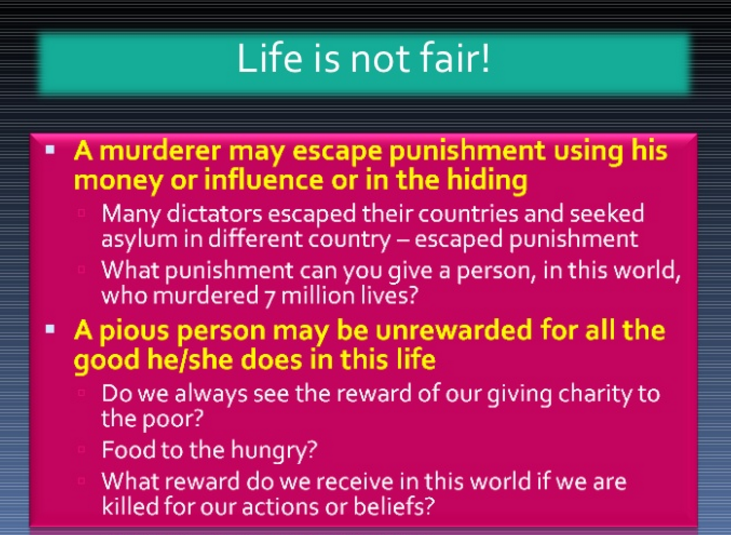 Life is not fair!
A murderer may escape punishment using his
money or influence or in the hiding
Many dictators escaped their countries and seeked
asylum in different country – escaped punishment
What punishment can you give a person, in this world,
who murdered 7 million lives?
A pious person may be unrewarded for all the
good he/she does in this life
Do we always see the reward of our giving charity to
the poor?
Food to the hungry?
What reward do we receive in this world if we are
killed for our actions or beliefs?